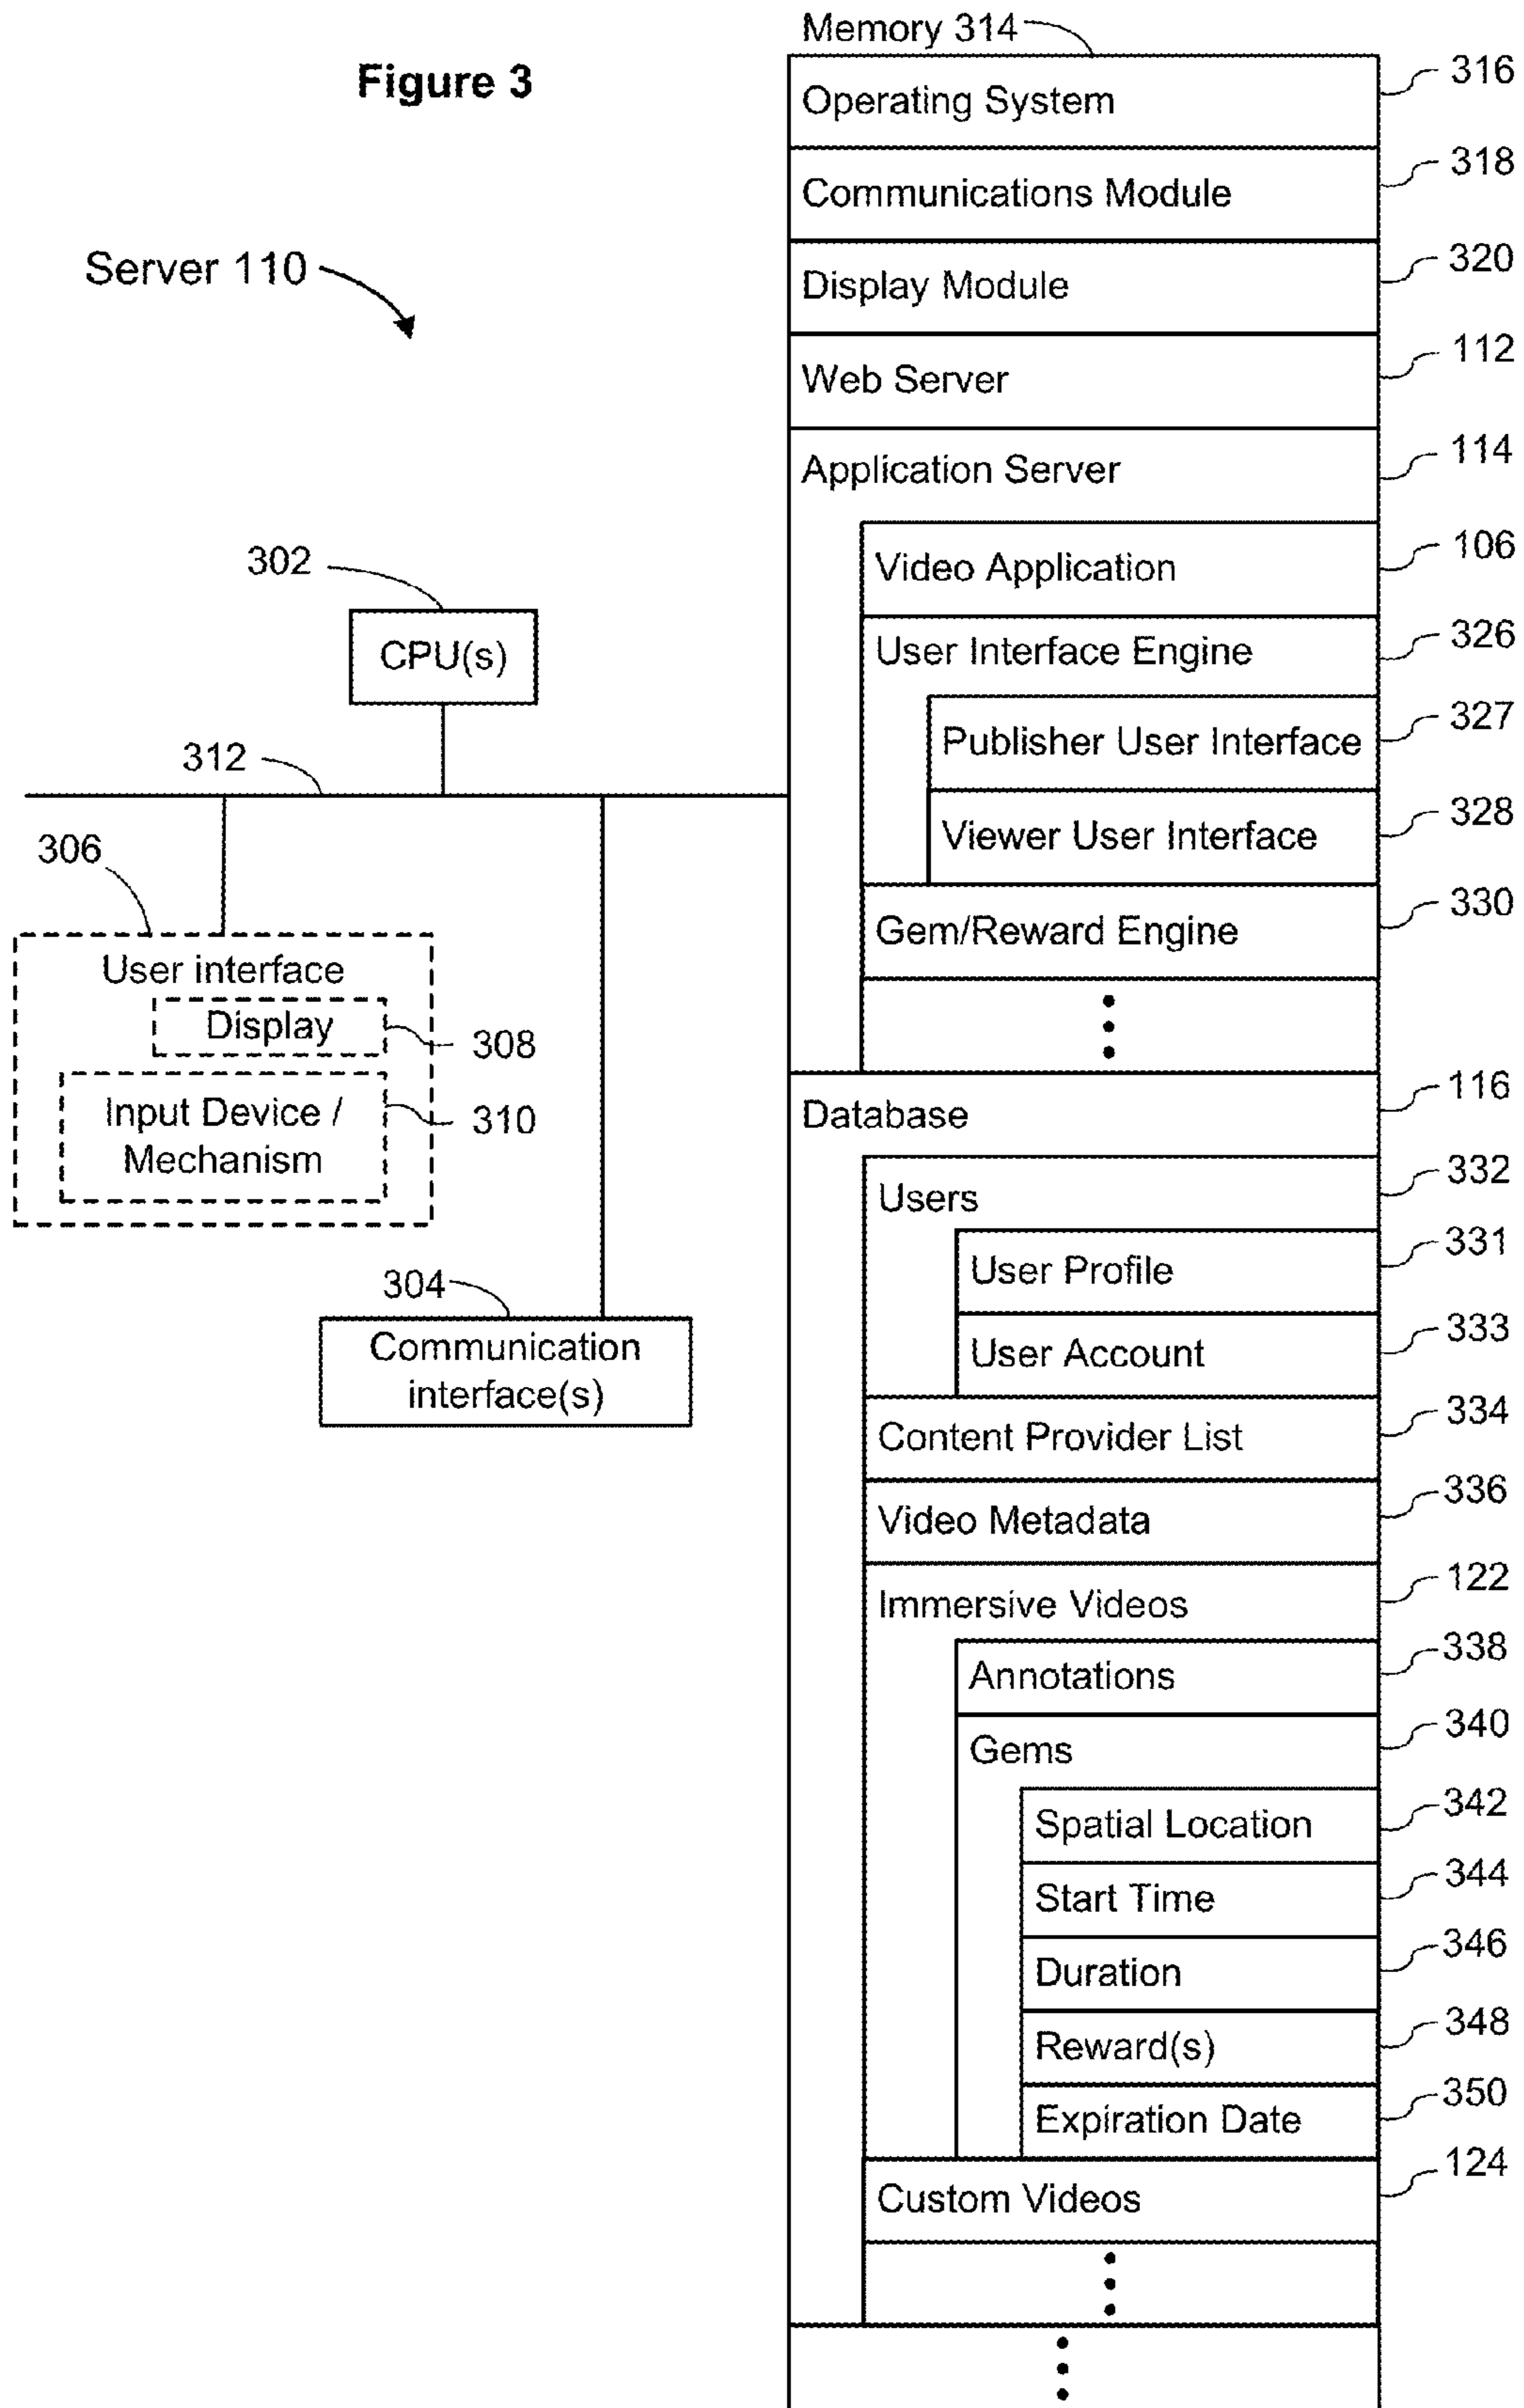 Figure 3
Server 110
302
CPU(s)
312
306
User interface
Display
308
Input Device /
Mechanism
310
304
Communication
interface(s)
Memory 314
Operating System
316
Communications Module
318
Display Module
320
Web Server
112
Application Server
114
Video Application
106
User Interface Engine
326
Publisher User Interface
327
Viewer User Interface
328
Gem/Reward Engine
330
Database
116
Users
332
User Profile
331
User Account
333
Content Provider List
334
Video Metadata
336
Immersive Videos
122
Annotations
338
Gems
340
Spatial Location
342
Start Time
344
Duration
346
Reward(s)
348
Expiration Date
350
Custom Videos
124